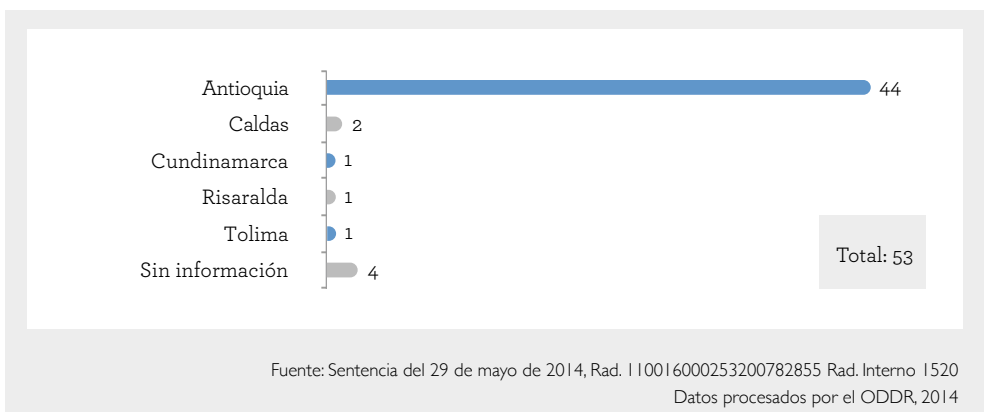 Antioquia 44
Caldas 2
Cundinamarca 1
Risaralda 1
Tolima 1
Sin información 4
Total: 53
Fuente: Sentencia del 29 de mayo de 2014, Rad. 110016000253200782855 Rad. Interno 1520
Datos procesados por el ODDR, 2014